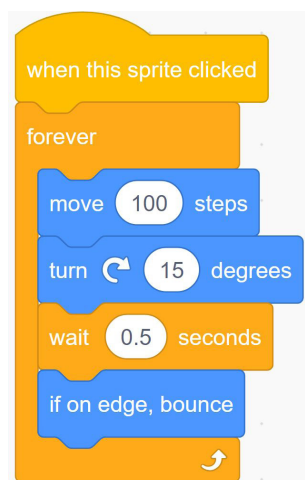 when this sprite clicked
forever
move 100 steps
turn 15 degrees
wait 0.5 seconds
if on edge, bounce